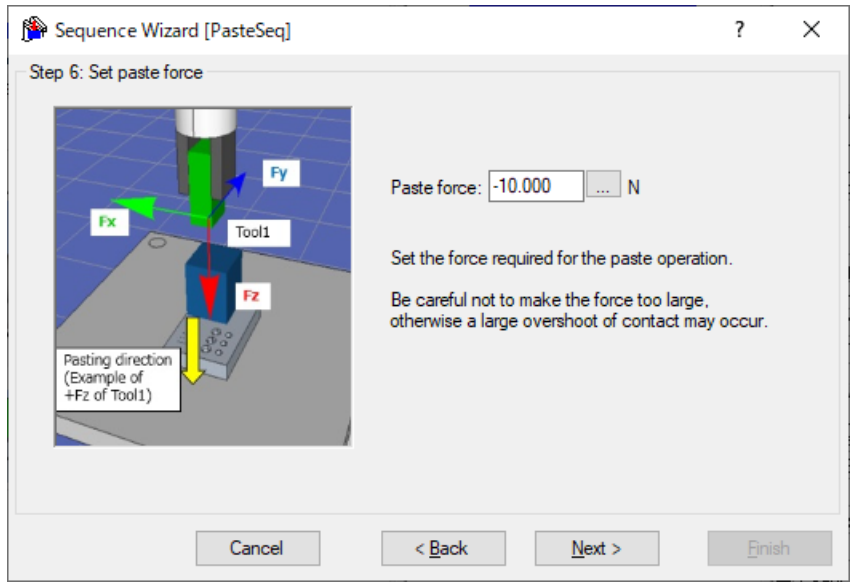 Sequence Wizard [PasteSeq]
?
Step 6: Set paste force
Fy
Fx
Tool1
Fz
Pasting direction
(Example of
+Fz of Tool1)
Paste force: -10.000 ... N
Set the force required for the paste operation.
Be careful not to make the force too large,
otherwise a large overshoot of contact may occur.
Cancel
< Back
Next >
Finish